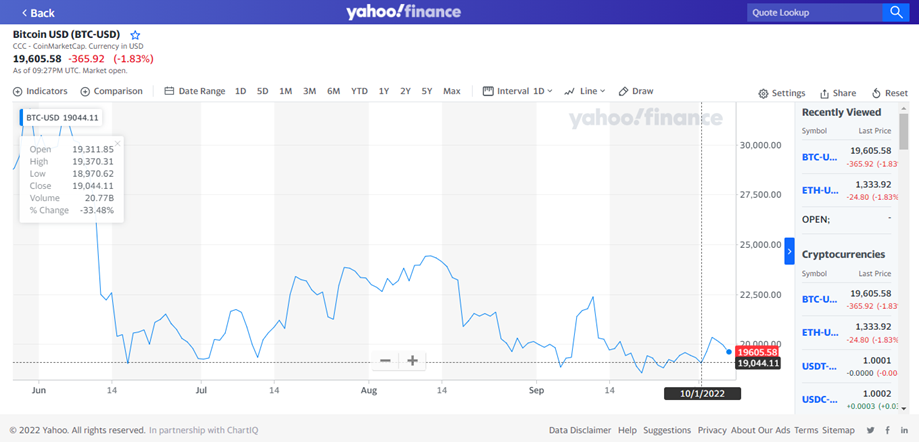 Back
yahoo!finance
Quote Lookup
Bitcoin USD (BTC-USD)
CCC - CoinMarketCap. Currency in USD
19,605.58 -365.92 (-1.83%)
As of 09:27PM UTC. Market open.
Indicators Comparison Date Range 1D 5D 1M 3M 6M YTD 1Y 2Y 5Y Max Interval 1D Line Draw
Settings Share Reset
BTC-USD 19044.11
Open 19,311.85
High 19,370.31
Low 18,970.62
Close 19,044.11
Volume 20.77B
% Change -33.48%
yahoo!finance
30,000.00
27,500.00
25,000.00
22,500.00
20,000.00
19605.58
19,044.11
Jun 14 Jul 14 Aug 14 Sep 14 10/1/2022
Recently Viewed
Symbol Last Price
BTC-U... 19,605.58
-365.92 (-1.83%
ETH-U... 1,333.92
-24.80 (-1.83%
OPEN; -
Cryptocurrencies
Symbol Last Price
BTC-U... 19,605.58
-365.92 (-1.83%
ETH-U... 1,333.92
-24.80 (-1.83%
USDT-... 1.0001
-0.0000 (-0.00
USDC-... 1.0002
+0.0003 (+0.0
© 2022 Yahoo. All rights reserved. In partnership with ChartIQ
Data Disclaimer Help Suggestions Privacy About Our Ads Terms Sitemap